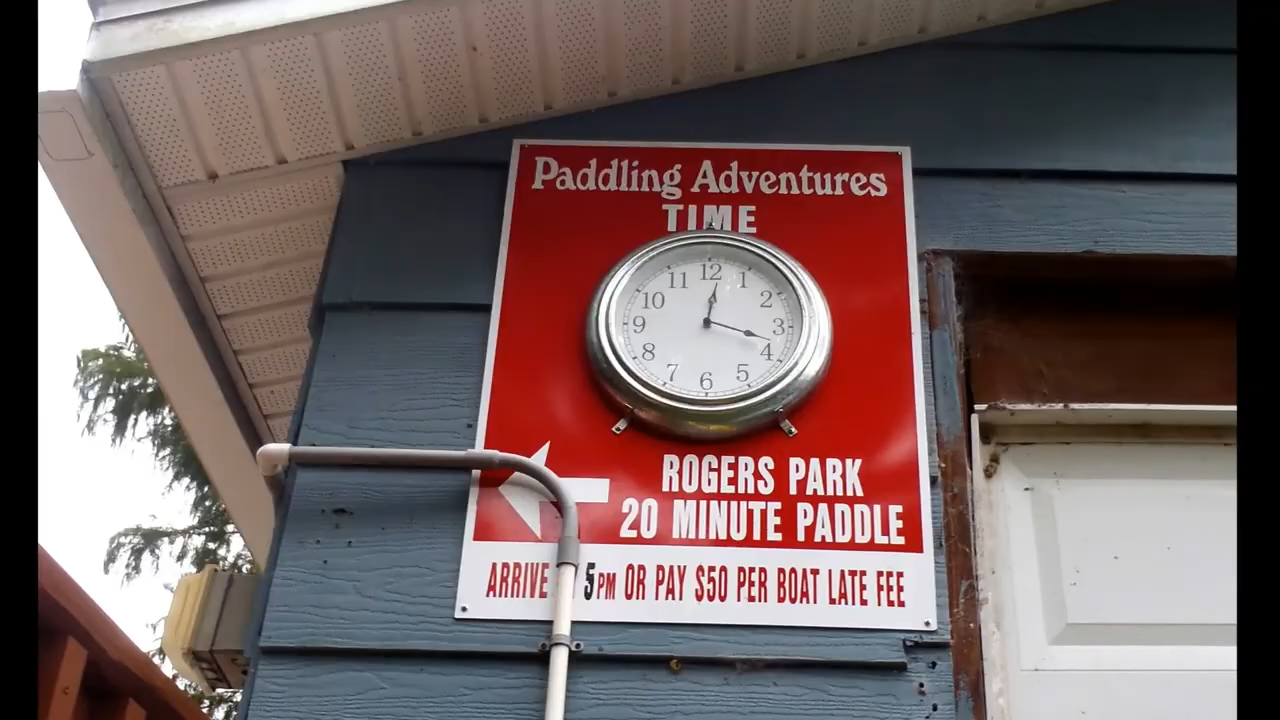 Paddling Adventures
TIME
12
11 1
10 2
9 3
8 4
7 5
6
ROGERS PARK
20 MINUTE PADDLE
ARRIVE 5PM OR PAY $50 PER BOAT LATE FEE